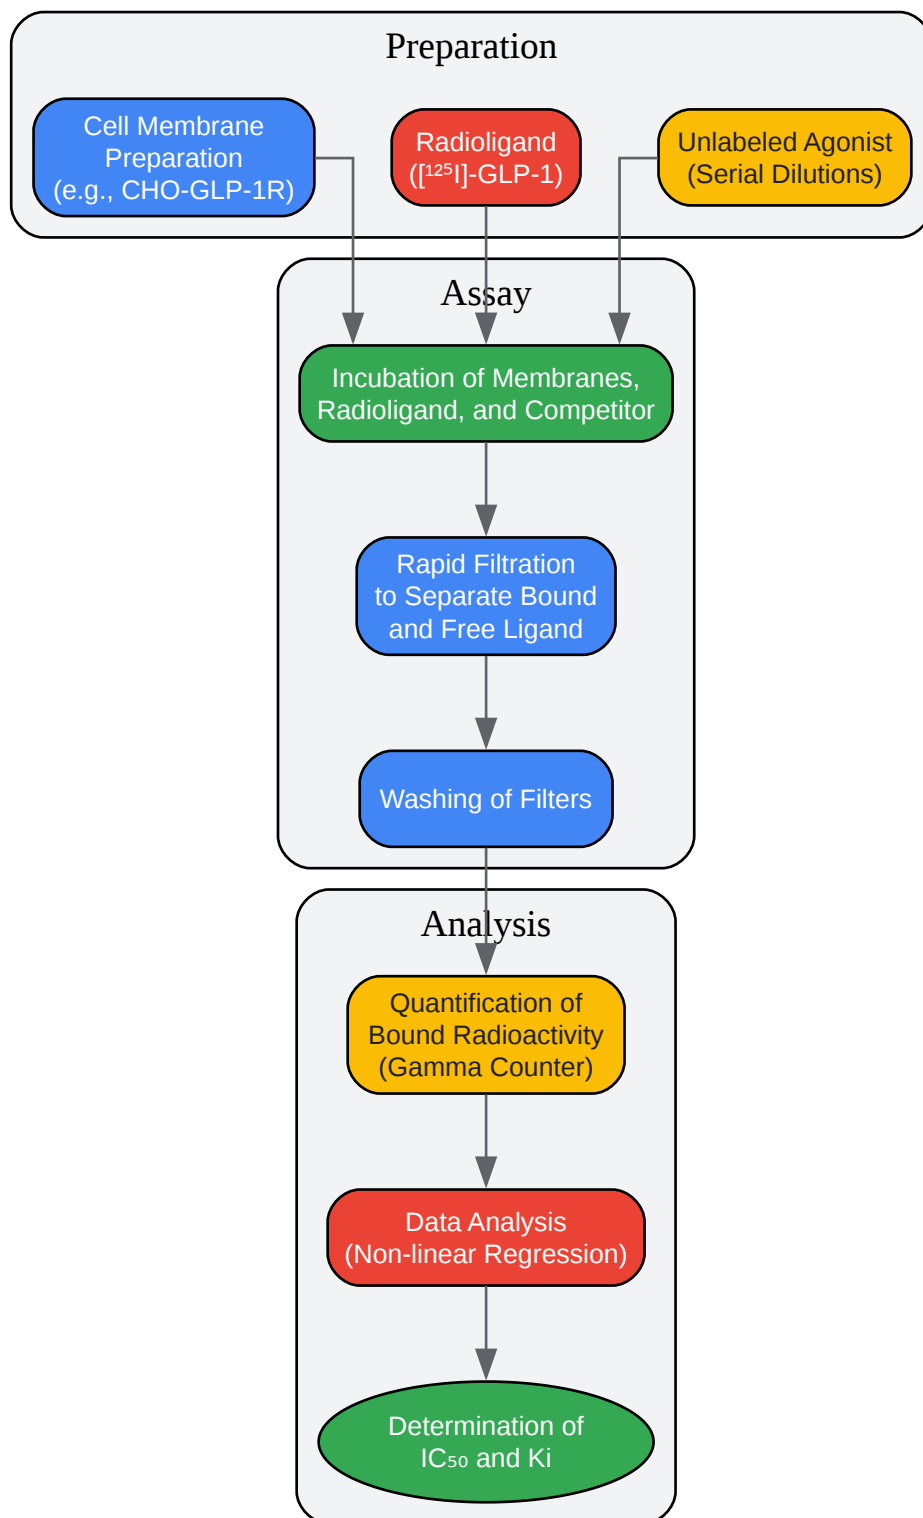 Preparation
Cell Membrane
Preparation
(e.g., CHO-GLP-1R)
Radioligand
([¹²⁵I]-GLP-1)
Unlabeled Agonist
(Serial Dilutions)
Assay
Incubation of Membranes,
Radioligand, and Competitor
Rapid Filtration
to Separate Bound
and Free Ligand
Washing of Filters
Analysis
Quantification of
Bound Radioactivity
(Gamma Counter)
Data Analysis
(Non-linear Regression)
Determination of
IC₅₀ and Ki